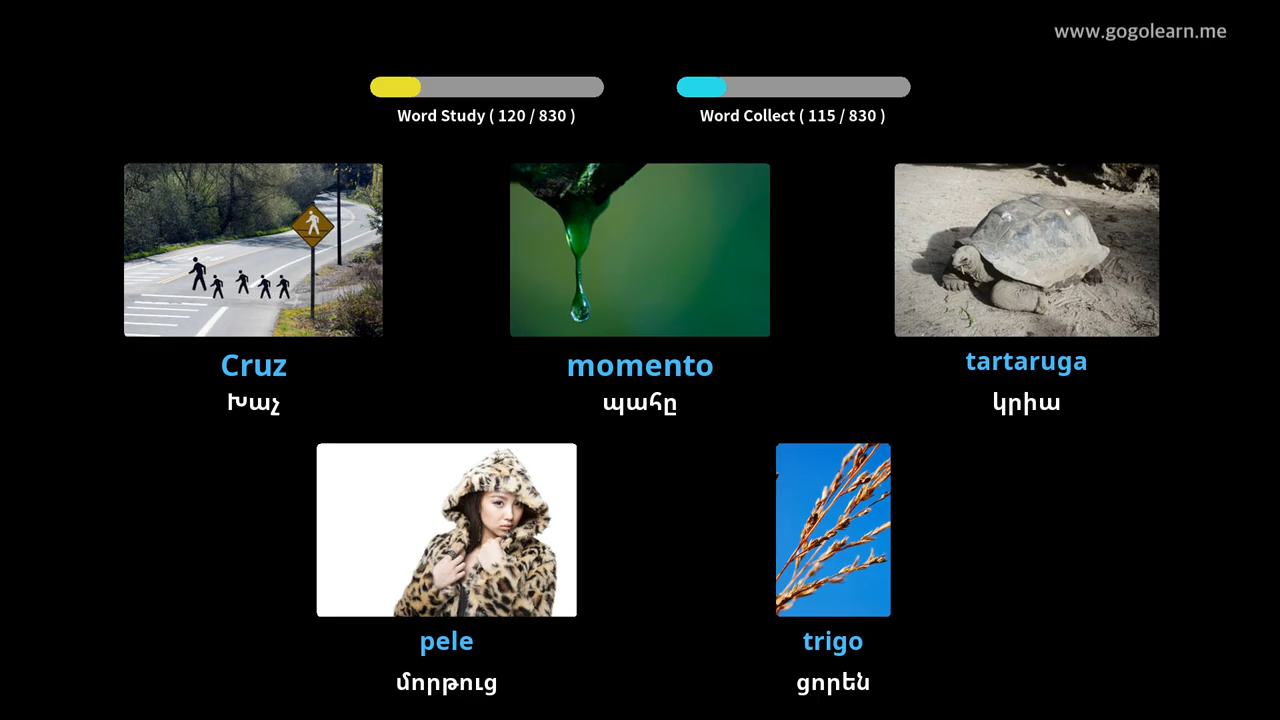 www.gogolearn.me
Word Study ( 120 / 830 )
Word Collect ( 115 / 830 )
Cruz
Խաչ
momento
պահը
tartaruga
կրիա
pele
մորթուց
trigo
ցորեն